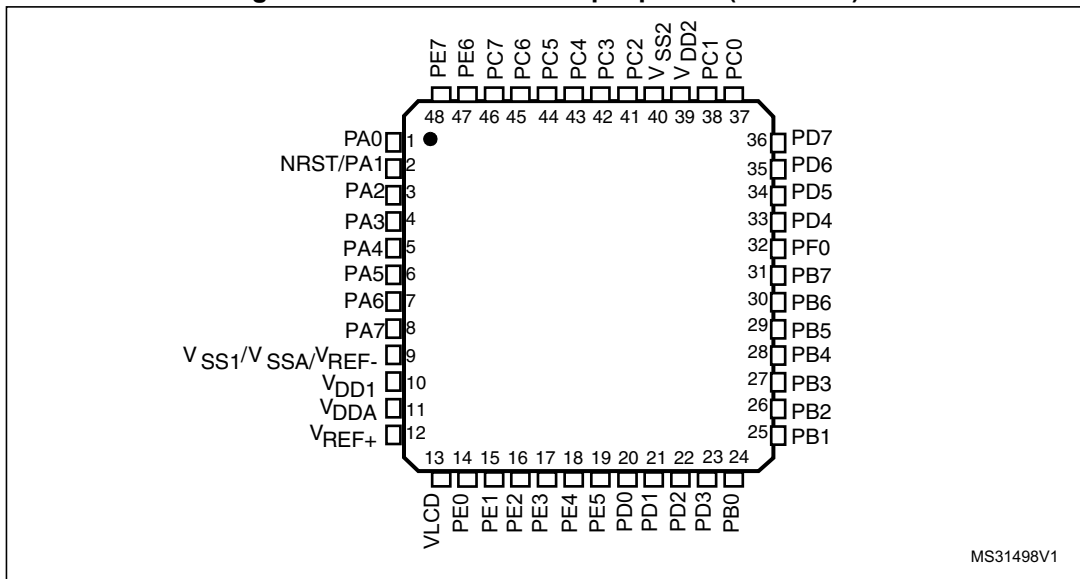 PE7
PE6
PC7
PC6
PC5
PC4
PC3
PC2
V SS2
V DD2
PC1
PC0
48 47 46 45 44 43 42 41 40 39 38 37
PA0 1
NRST/PA1 2
PA2 3
PA3 4
PA4 5
PA5 6
PA6 7
PA7 8
V SS1/V SSA/VREF- 9
VDD1 10
VDDA 11
VREF+ 12
36 PD7
35 PD6
34 PD5
33 PD4
32 PF0
31 PB7
30 PB6
29 PB5
28 PB4
27 PB3
26 PB2
25 PB1
13 14 15 16 17 18 19 20 21 22 23 24
VLCD
PE0
PE1
PE2
PE3
PE4
PE5
PD0
PD1
PD2
PD3
PB0
MS31498V1